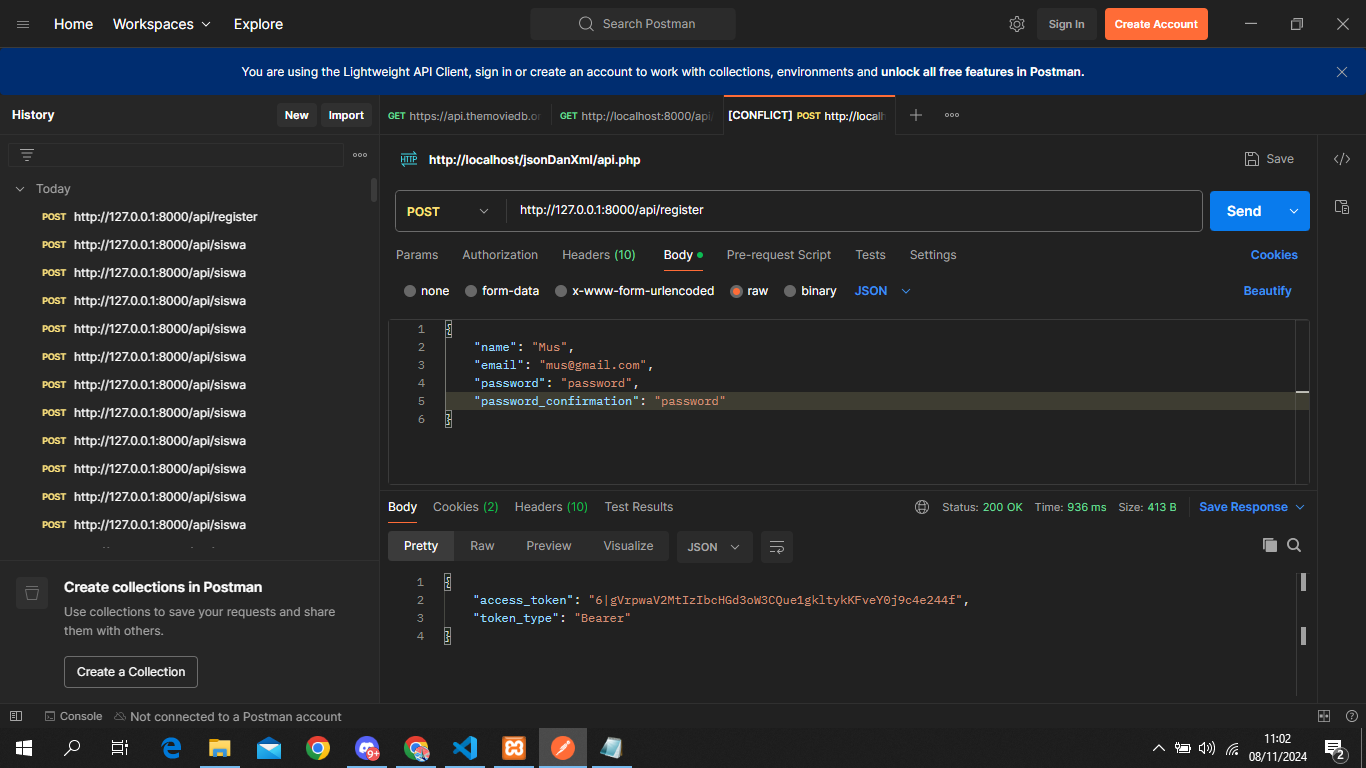 Home Workspaces Explore Search Postman Sign In Create Account
You are using the Lightweight API Client, sign in or create an account to work with collections, environments and unlock all free features in Postman.
History New Import
GET https://api.themoviedb.or GET http://localhost:8000/api/ [CONFLICT] POST http://localh
http://localhost/jsonDanXml/api.php Save
Today
POST http://127.0.0.1:8000/api/register
POST http://127.0.0.1:8000/api/siswa
POST http://127.0.0.1:8000/api/siswa
POST http://127.0.0.1:8000/api/siswa
POST http://127.0.0.1:8000/api/siswa
POST http://127.0.0.1:8000/api/siswa
POST http://127.0.0.1:8000/api/siswa
POST http://127.0.0.1:8000/api/siswa
POST http://127.0.0.1:8000/api/siswa
POST http://127.0.0.1:8000/api/siswa
POST http://127.0.0.1:8000/api/siswa
POST http://127.0.0.1:8000/api/siswa
Create collections in Postman
Use collections to save your requests and share
them with others.
Create a Collection
POST http://127.0.0.1:8000/api/register Send
Params Authorization Headers (10) Body Pre-request Script Tests Settings Cookies
none form-data x-www-form-urlencoded raw binary JSON Beautify
1 {
2 "name": "Mus",
3 "email": "mus@gmail.com",
4 "password": "password",
5 "password_confirmation": "password"
6 }
Body Cookies (2) Headers (10) Test Results Status: 200 OK Time: 936 ms Size: 413 B Save Response
Pretty Raw Preview Visualize JSON
1 {
2 "access_token": "6|gVrpwaV2MtIzIbcHGd3oW3CQue1gkltykKFveY0j9c4e244f",
3 "token_type": "Bearer"
4 }
Console Not connected to a Postman account
9+
11:02
08/11/2024
2